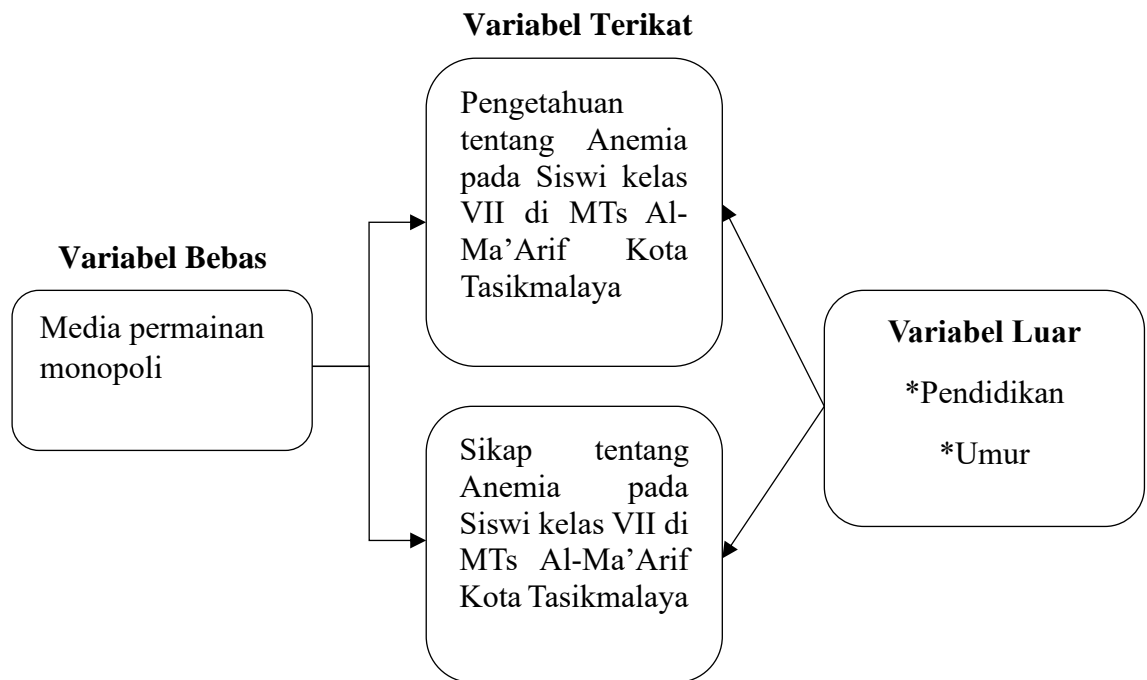 Variabel Terikat
Pengetahuan
tentang Anemia
pada Siswi kelas
VII di MTs Al-
Ma’Arif Kota
Tasikmalaya
Variabel Bebas
Media permainan
monopoli
Variabel Luar
*Pendidikan
*Umur
Sikap tentang
Anemia pada
Siswi kelas VII di
MTs Al-Ma’Arif
Kota Tasikmalaya